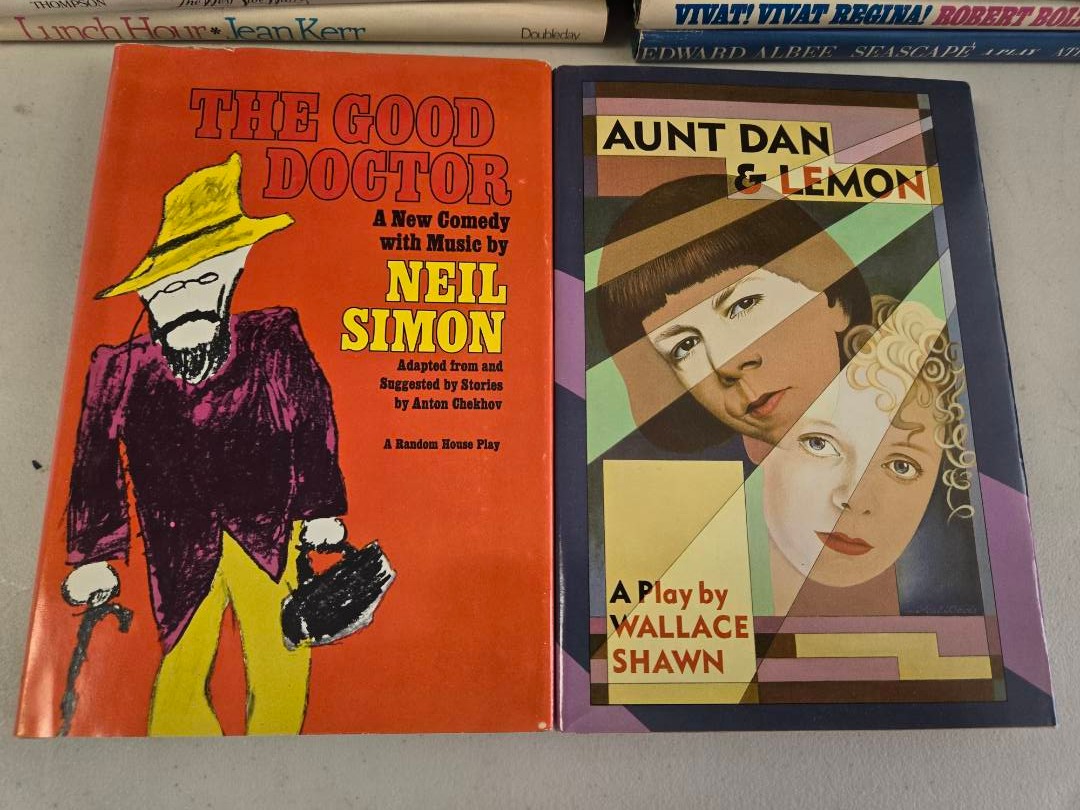 THOMPSON
Lunch Hour * Jean Kerr Doubleday
VIVAT! VIVAT REGINA! ROBERT BOL
EDWARD ALBEE SEASCAPE A PLAY AT
THE GOOD
DOCTOR
A New Comedy
with Music by
NEIL
SIMON
Adapted from and
Suggested by Stories
by Anton Chekhov
A Random House Play
AUNT DAN
& LEMON
A Play by
WALLACE
SHAWN